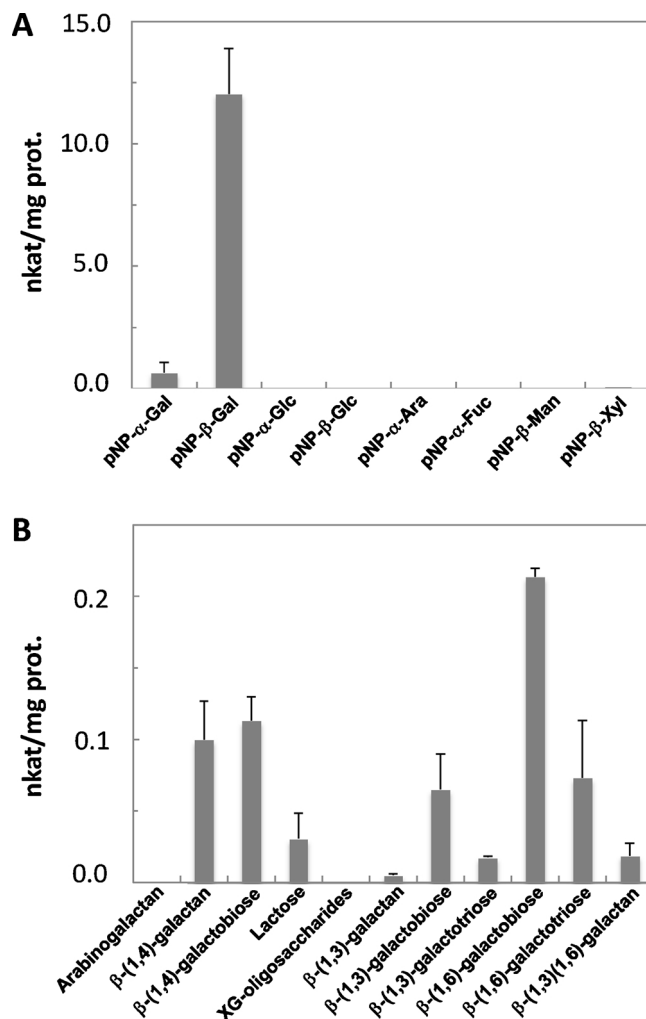 A
15.0
10.0
5.0
0.0
nkat/mg prot.
pNP-α-Gal
pNP-β-Gal
pNP-α-Glc
pNP-β-Glc
pNP-α-Ara
pNP-α-Fuc
pNP-β-Man
pNP-β-Xyl
B
0.2
0.1
0.0
nkat/mg prot.
Arabinogalactan
β-(1,4)-galactan
β-(1,4)-galactobiose
Lactose
XG-oligosaccharides
β-(1,3)-galactan
β-(1,3)-galactobiose
β-(1,3)-galactotriose
β-(1,6)-galactobiose
β-(1,6)-galactotriose
β-(1,3)(1,6)-galactan